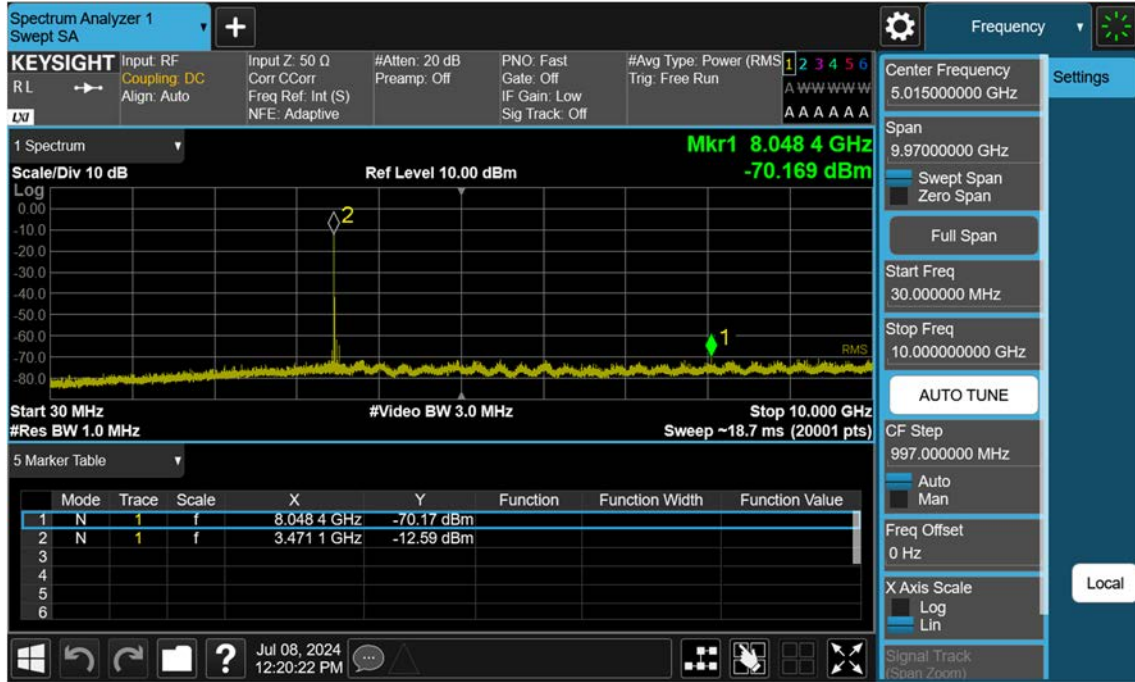 Spectrum Analyzer 1
Swept SA
Frequency
KEYSIGHT
R L
LXI
Input: RF
Coupling: DC
Align: Auto
Input Z: 50 Ω
Corr CCorr
Freq Ref: Int (S)
NFE: Adaptive
#Atten: 20 dB
Preamp: Off
PNO: Fast
Gate: Off
IF Gain: Low
Sig Track: Off
#Avg Type: Power (RMS
Trig: Free Run
1 2 3 4 5 6
A W W W W W
A A A A A A
1 Spectrum
Scale/Div 10 dB
Ref Level 10.00 dBm
Mkr1 8.048 4 GHz
-70.169 dBm
Log
0.00
-10.0
-20.0
-30.0
-40.0
-50.0
-60.0
-70.0
-80.0
2
1
RMS
Start 30 MHz
#Video BW 3.0 MHz
Stop 10.000 GHz
#Res BW 1.0 MHz
Sweep ~18.7 ms (20001 pts)
5 Marker Table
Mode Trace Scale X Y Function Function Width Function Value
1 N 1 f 8.048 4 GHz -70.17 dBm
2 N 1 f 3.471 1 GHz -12.59 dBm
3
4
5
6
Jul 08, 2024
12:20:22 PM
Settings
Center Frequency
5.015000000 GHz
Span
9.97000000 GHz
Swept Span
Zero Span
Full Span
Start Freq
30.000000 MHz
Stop Freq
10.000000000 GHz
AUTO TUNE
CF Step
997.000000 MHz
Auto
Man
Freq Offset
0 Hz
X Axis Scale
Log
Lin
Signal Track
(Span Zoom)
Local